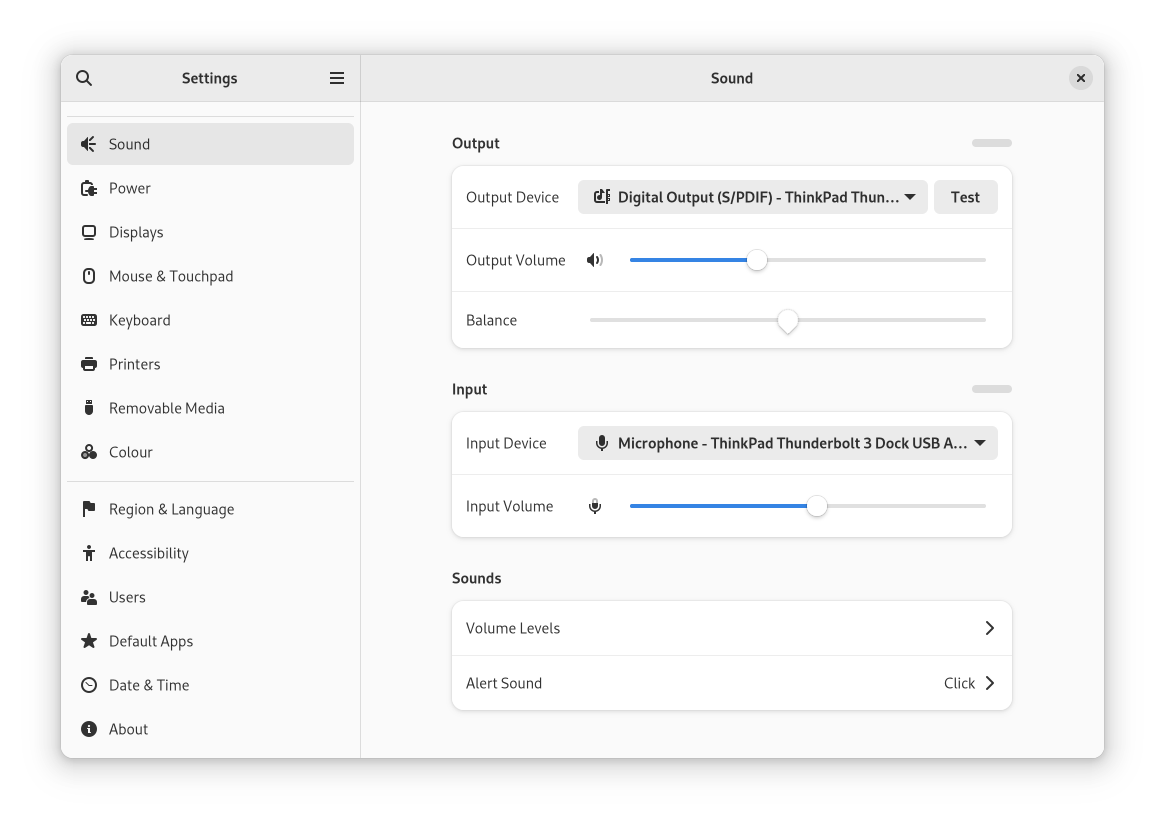 Settings
Sound
Sound
Power
Displays
Mouse & Touchpad
Keyboard
Printers
Removable Media
Colour
Region & Language
Accessibility
Users
Default Apps
Date & Time
About
Output
Output Device
Digital Output (S/PDIF) - ThinkPad Thun…
Test
Output Volume
Balance
Input
Input Device
Microphone - ThinkPad Thunderbolt 3 Dock USB A…
Input Volume
Sounds
Volume Levels
Alert Sound
Click